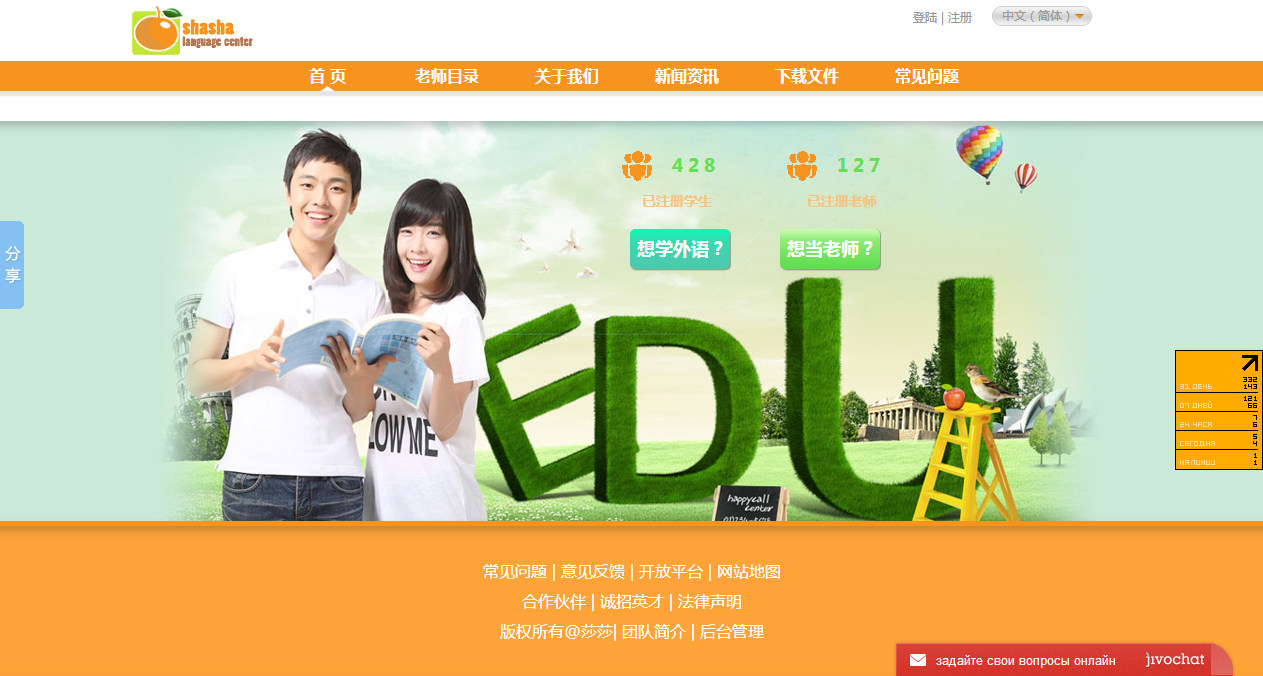 shasha
language center
登陆 | 注册
中文（简体）
首 页 老师目录 关于我们 新闻资讯 下载文件 常见问题
428 127
已注册学生 已注册老师
想学外语？ 想当老师？
分享
EDU
LOW ME
happycall
center
31 ДЕНЬ 332 143
07 ДНЕЙ 121 66
24 ЧАСА 7 6
СЕГОДНЯ 5 4
НАЛИНИИ 1 1
常见问题 | 意见反馈 | 开放平台 | 网站地图
合作伙伴 | 诚招英才 | 法律声明
版权所有@莎莎| 团队简介 | 后台管理
задайте свои вопросы онлайн jivochat